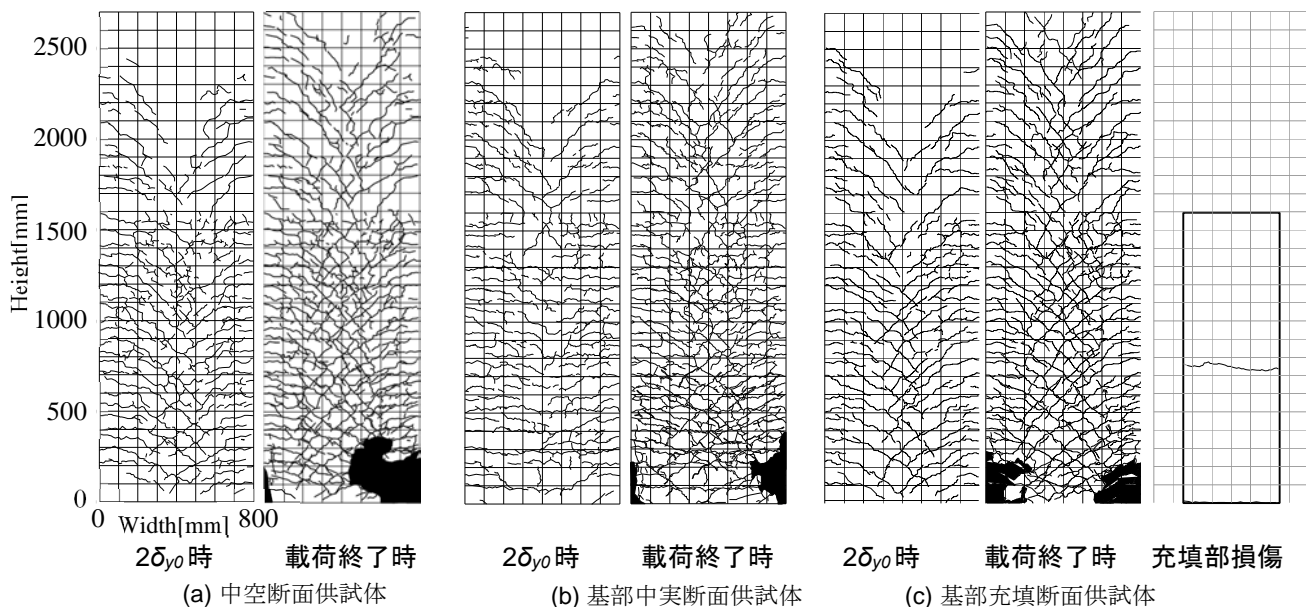 2500
2000
1500
1000
500
0
Height[mm]
0 Width[mm] 800
2δy0時 載荷終了時 2δy0時 載荷終了時 2δy0時 載荷終了時 充填部損傷
(a) 中空断面供試体 (b) 基部中実断面供試体 (c) 基部充填断面供試体